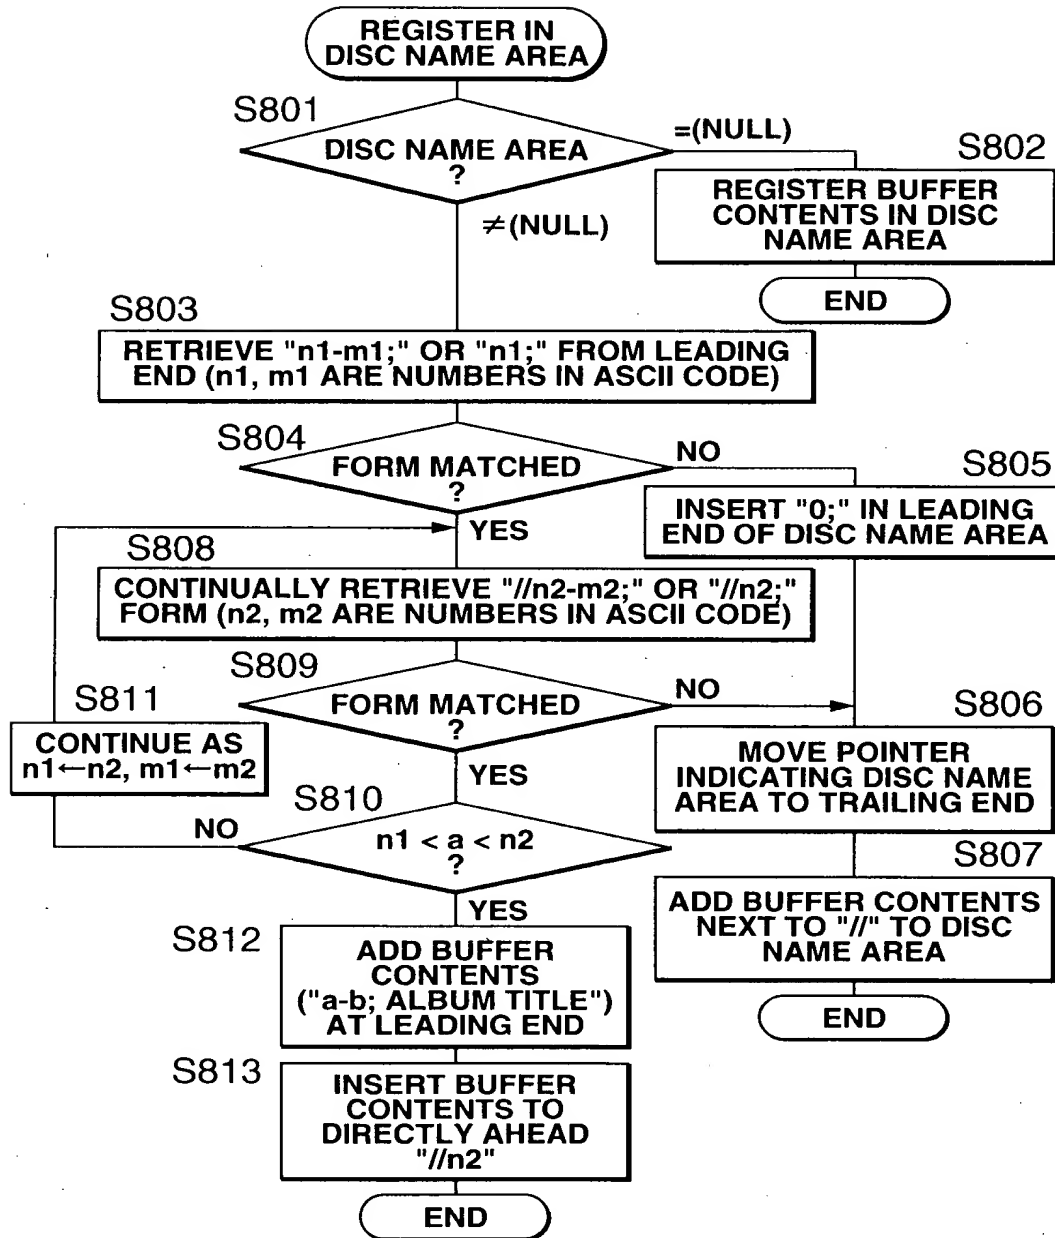 REGISTER IN
DISC NAME AREA
S801
DISC NAME AREA
?
=(NULL)
S802
REGISTER BUFFER
CONTENTS IN DISC
NAME AREA
≠(NULL)
END
S803
RETRIEVE "n1-m1;" OR "n1;" FROM LEADING
END (n1, m1 ARE NUMBERS IN ASCII CODE)
S804
FORM MATCHED
?
NO
S805
INSERT "0;" IN LEADING
END OF DISC NAME AREA
YES
S808
CONTINUALLY RETRIEVE "//n2-m2;" OR "//n2;"
FORM (n2, m2 ARE NUMBERS IN ASCII CODE)
S809
FORM MATCHED
?
NO
S811
CONTINUE AS
n1←n2, m1←m2
S806
MOVE POINTER
INDICATING DISC NAME
AREA TO TRAILING END
YES
S810
NO
n1 < a < n2
?
S807
ADD BUFFER CONTENTS
NEXT TO "//" TO DISC
NAME AREA
YES
S812
ADD BUFFER
CONTENTS
("a-b; ALBUM TITLE")
AT LEADING END
END
S813
INSERT BUFFER
CONTENTS TO
DIRECTLY AHEAD
"//n2"
END